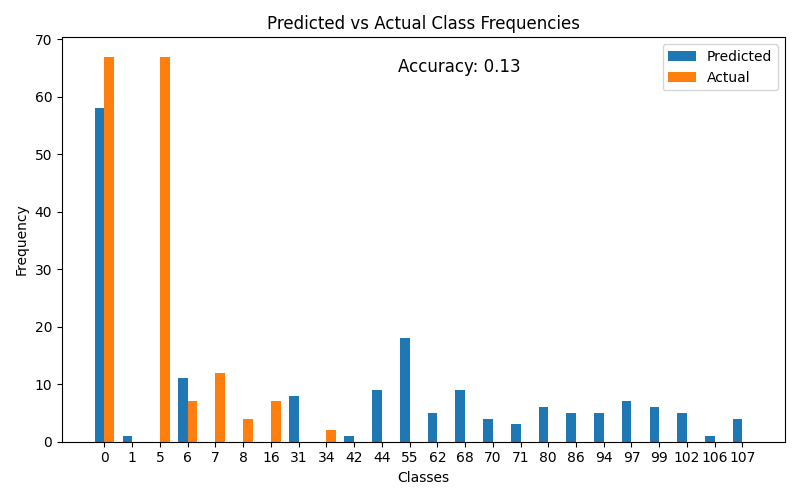 Predicted vs Actual Class Frequencies
Accuracy: 0.13
Predicted
Actual
Frequency
70
60
50
40
30
20
10
0
0 1 5 6 7 8 16 31 34 42 44 55 62 68 70 71 80 86 94 97 99 102 106 107
Classes